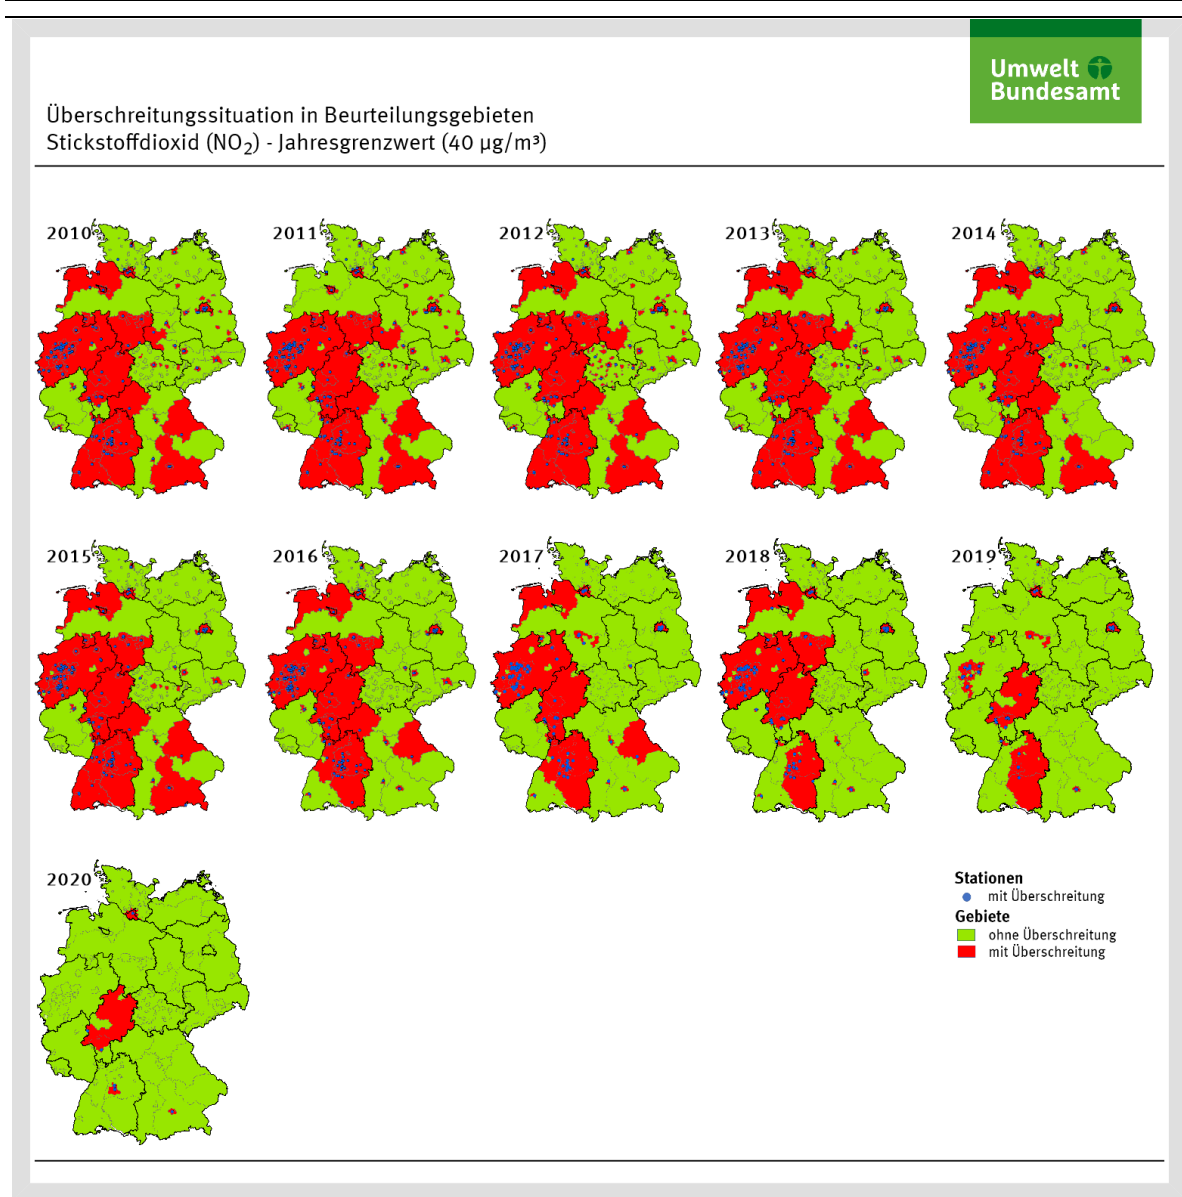 Umwelt
Bundesamt
Überschreitungssituation in Beurteilungsgebieten
Stickstoffdioxid (NO₂) - Jahresgrenzwert (40 µg/m³)
2010
2011
2012
2013
2014
2015
2016
2017
2018
2019
2020
Stationen
mit Überschreitung
Gebiete
ohne Überschreitung
mit Überschreitung